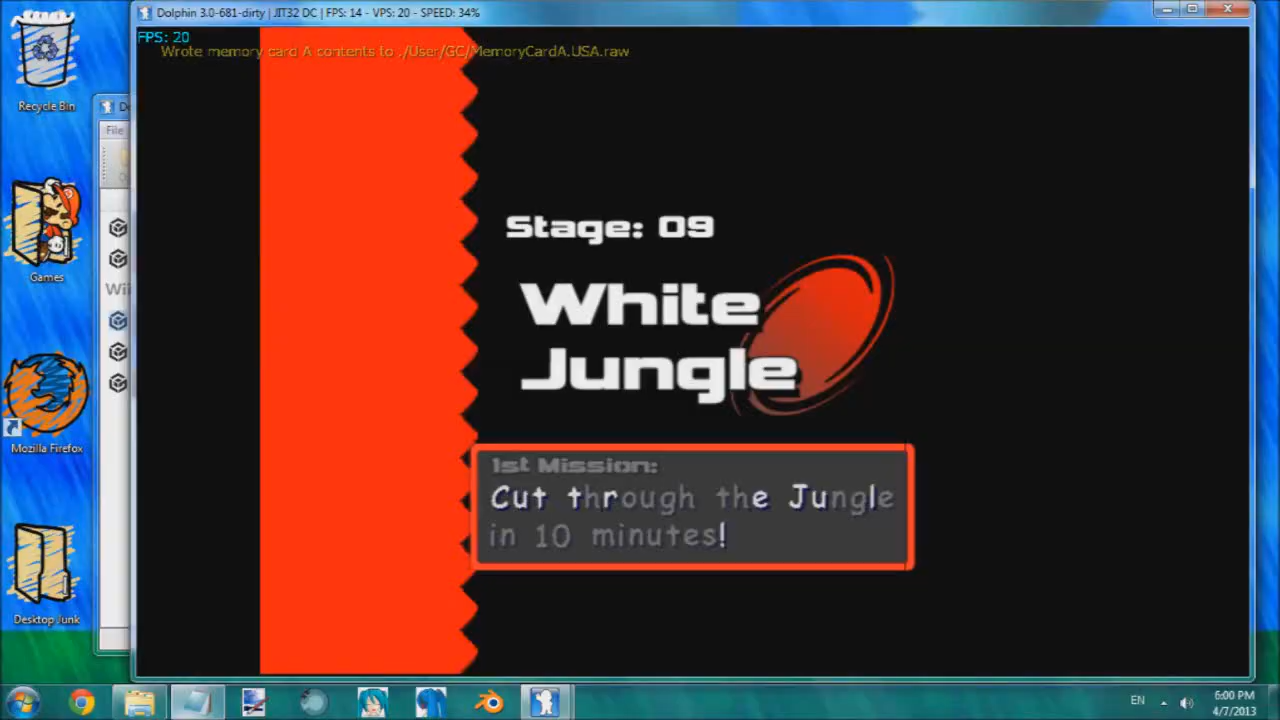 Dolphin 3.0-681-dirty | JIT32 DC | FPS: 14 - VPS: 20 - SPEED: 34%
FPS: 20
Wrote memory card A contents to ./User/GC/MemoryCardA.USA.raw
Recycle Bin
File
Games
Wii
Mozilla Firefox
Desktop Junk
Stage: 09
White
Jungle
1st Mission:
Cut through the Jungle
in 10 minutes!
EN
6:00 PM
4/7/2013